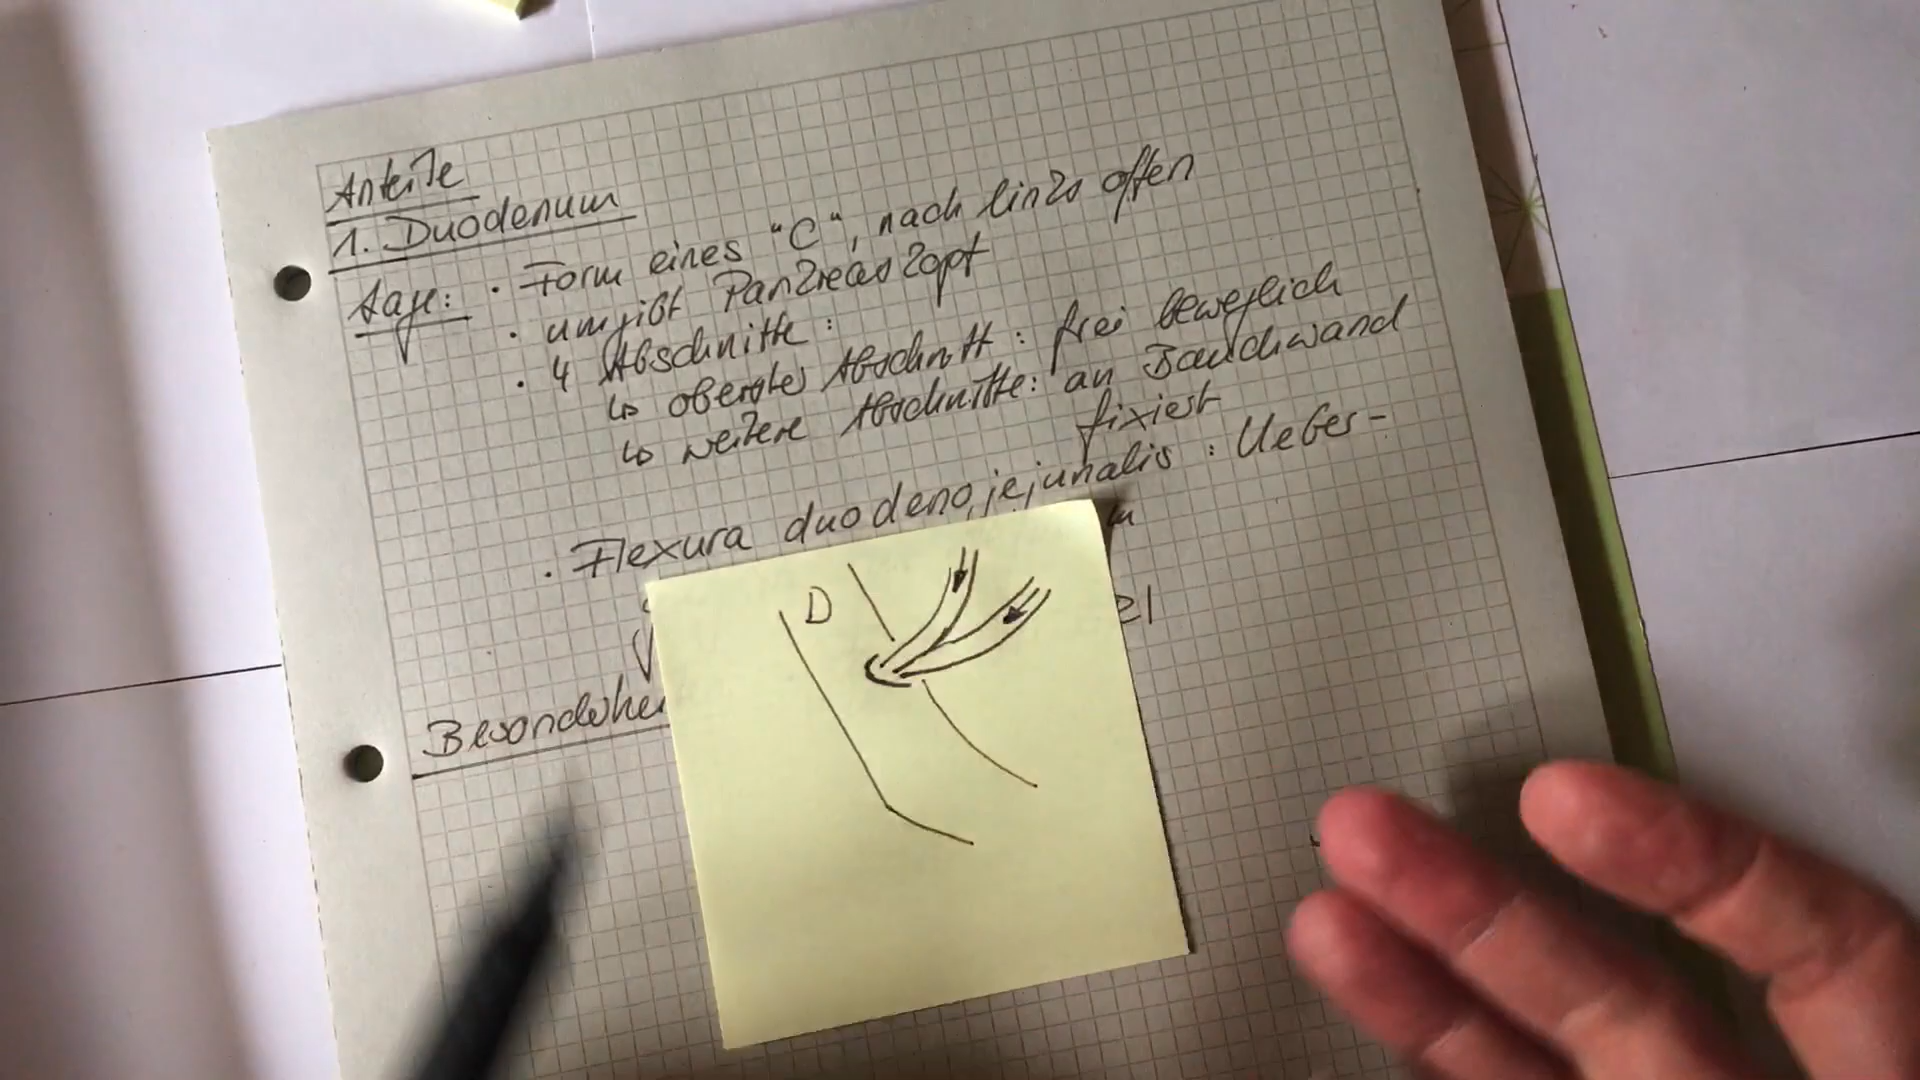 Anteile
1. Duodenum
Lage: · Form eines "C", nach links offen
· umgibt Pankreaskopf
· 4 Abschnitte:
↳ oberster Abschnitt: frei beweglich
↳ weitere Abschnitte: an Bauchwand
fixiert
· Flexura duodenojejunalis: Ueber-
D